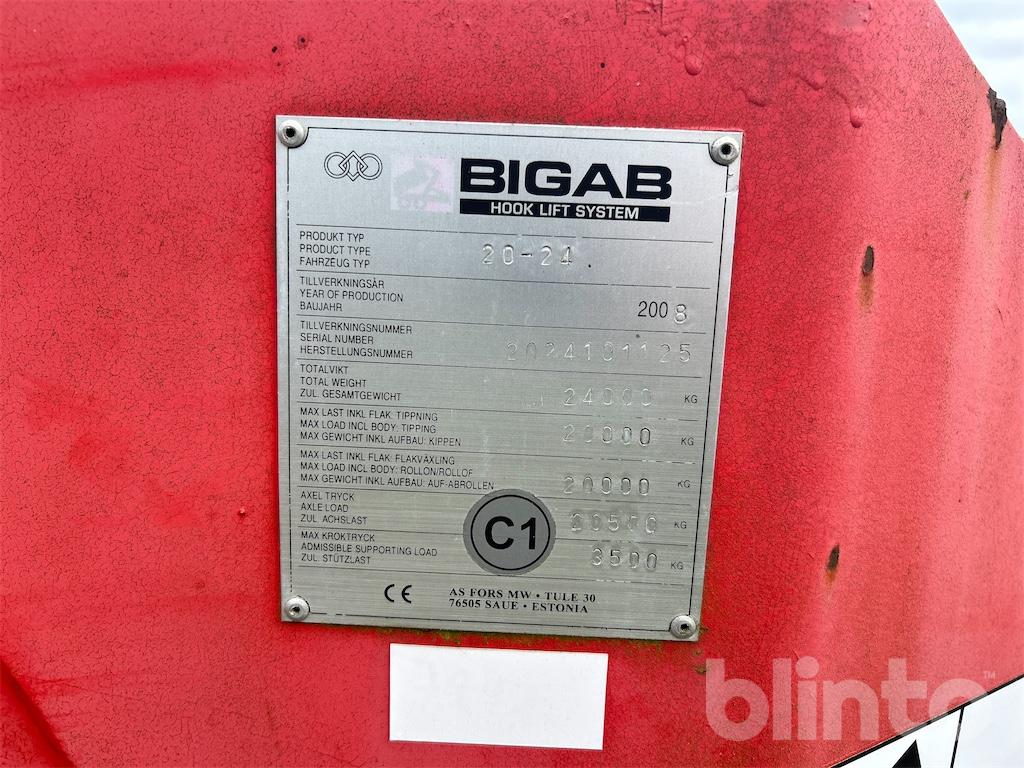 BIGAB
HOOK LIFT SYSTEM
PRODUKT TYP
PRODUCT TYPE 20-24
FAHRZEUG TYP
TILLVERKNINGSÅR
YEAR OF PRODUCTION
BAUJAHR 2008
TILLVERKNINGSNUMMER
SERIAL NUMBER
HERSTELLUNGSNUMMER 2024101125
TOTALVIKT
TOTAL WEIGHT
ZUL. GESAMTGEWICHT 24000 KG
MAX LAST INKL FLAK: TIPPNING
MAX LOAD INCL BODY: TIPPING
MAX GEWICHT INKL AUFBAU: KIPPEN 20000 KG
MAX LAST INKL FLAK: FLAKVÄXLING
MAX LOAD INCL BODY: ROLLON/ROLLOF
MAX GEWICHT INKL AUFBAU: AUF-ABROLLEN 20000 KG
AXEL TRYCK
AXLE LOAD
ZUL. ACHSLAST KG
C1
MAX KROKTRYCK
ADMISSIBLE SUPPORTING LOAD 3500 KG
ZUL. STÜTZLAST
CE AS FORS MW • TULE 30
76505 SAUE • ESTONIA
blinto™